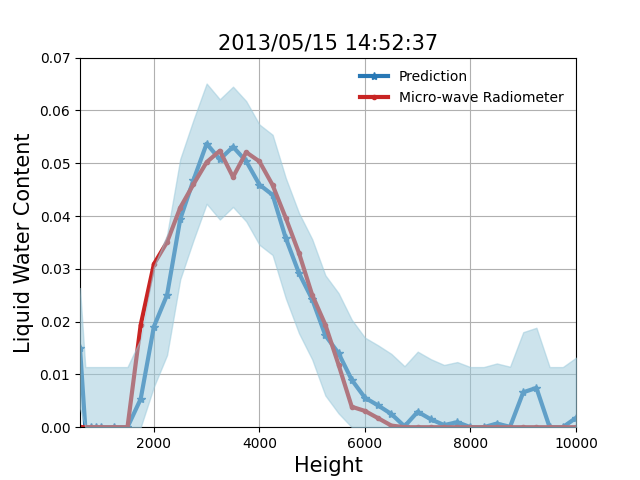 2013/05/15 14:52:37
Prediction
Micro-wave Radiometer
Liquid Water Content
0.07
0.06
0.05
0.04
0.03
0.02
0.01
0.00
2000 4000 6000 8000 10000
Height